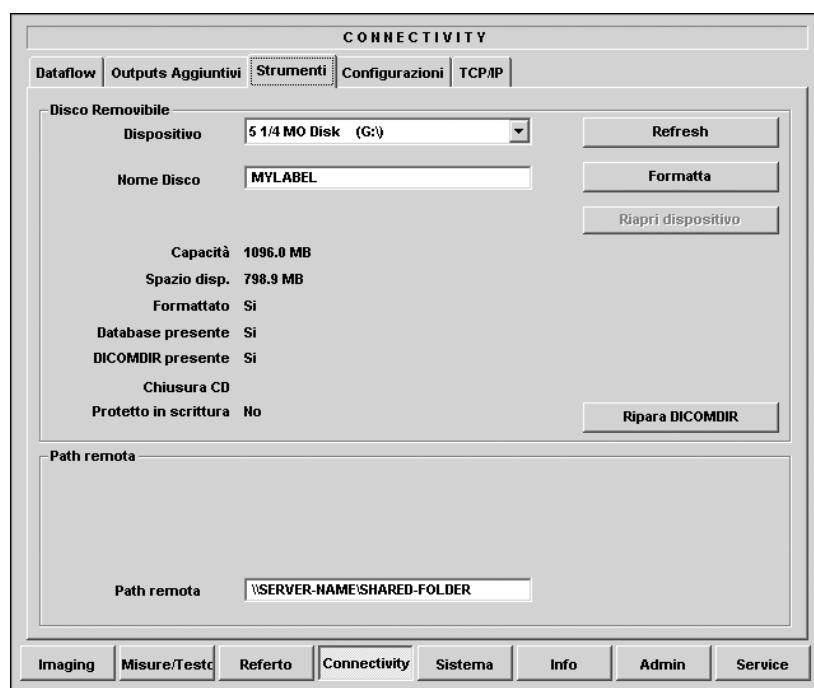 CONNECTIVITY
Dataflow Outputs Aggiuntivi Strumenti Configurazioni TCP/IP
Disco Removibile
Dispositivo 5 1/4 MO Disk (G:\) Refresh
Nome Disco MYLABEL Formatta
Riapri dispositivo
Capacità 1096.0 MB
Spazio disp. 798.9 MB
Formattato Si
Database presente Si
DICOMDIR presente Si
Chiusura CD
Protetto in scrittura No Ripara DICOMDIR
Path remota
Path remota \\SERVER-NAME\SHARED-FOLDER
Imaging Misure/Testo Referto Connectivity Sistema Info Admin Service